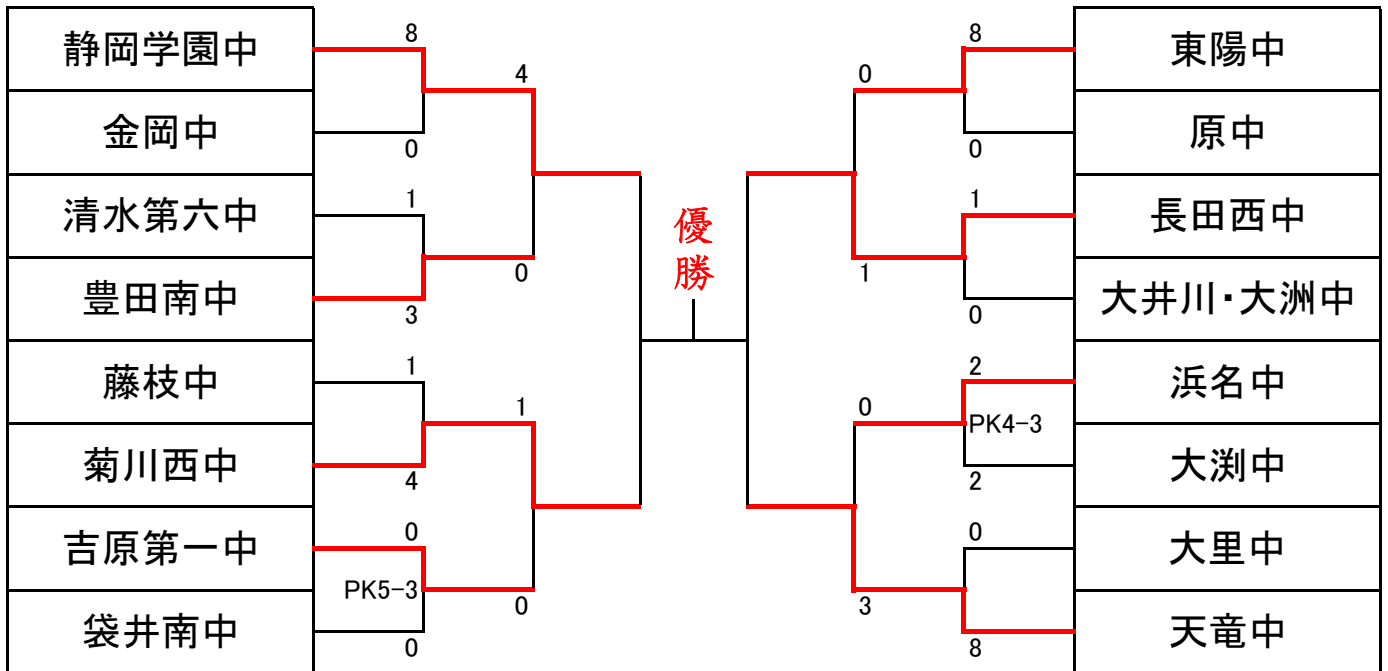 静岡学園中
金岡中
清水第六中
豊田南中
藤枝中
菊川西中
吉原第一中
袋井南中
8
0
1
3
1
4
0
PK5-3
0
4
0
1
0
優
勝
0
1
0
3
8
0
1
0
2
PK4-3
2
0
8
東陽中
原中
長田西中
大井川・大洲中
浜名中
大渕中
大里中
天竜中